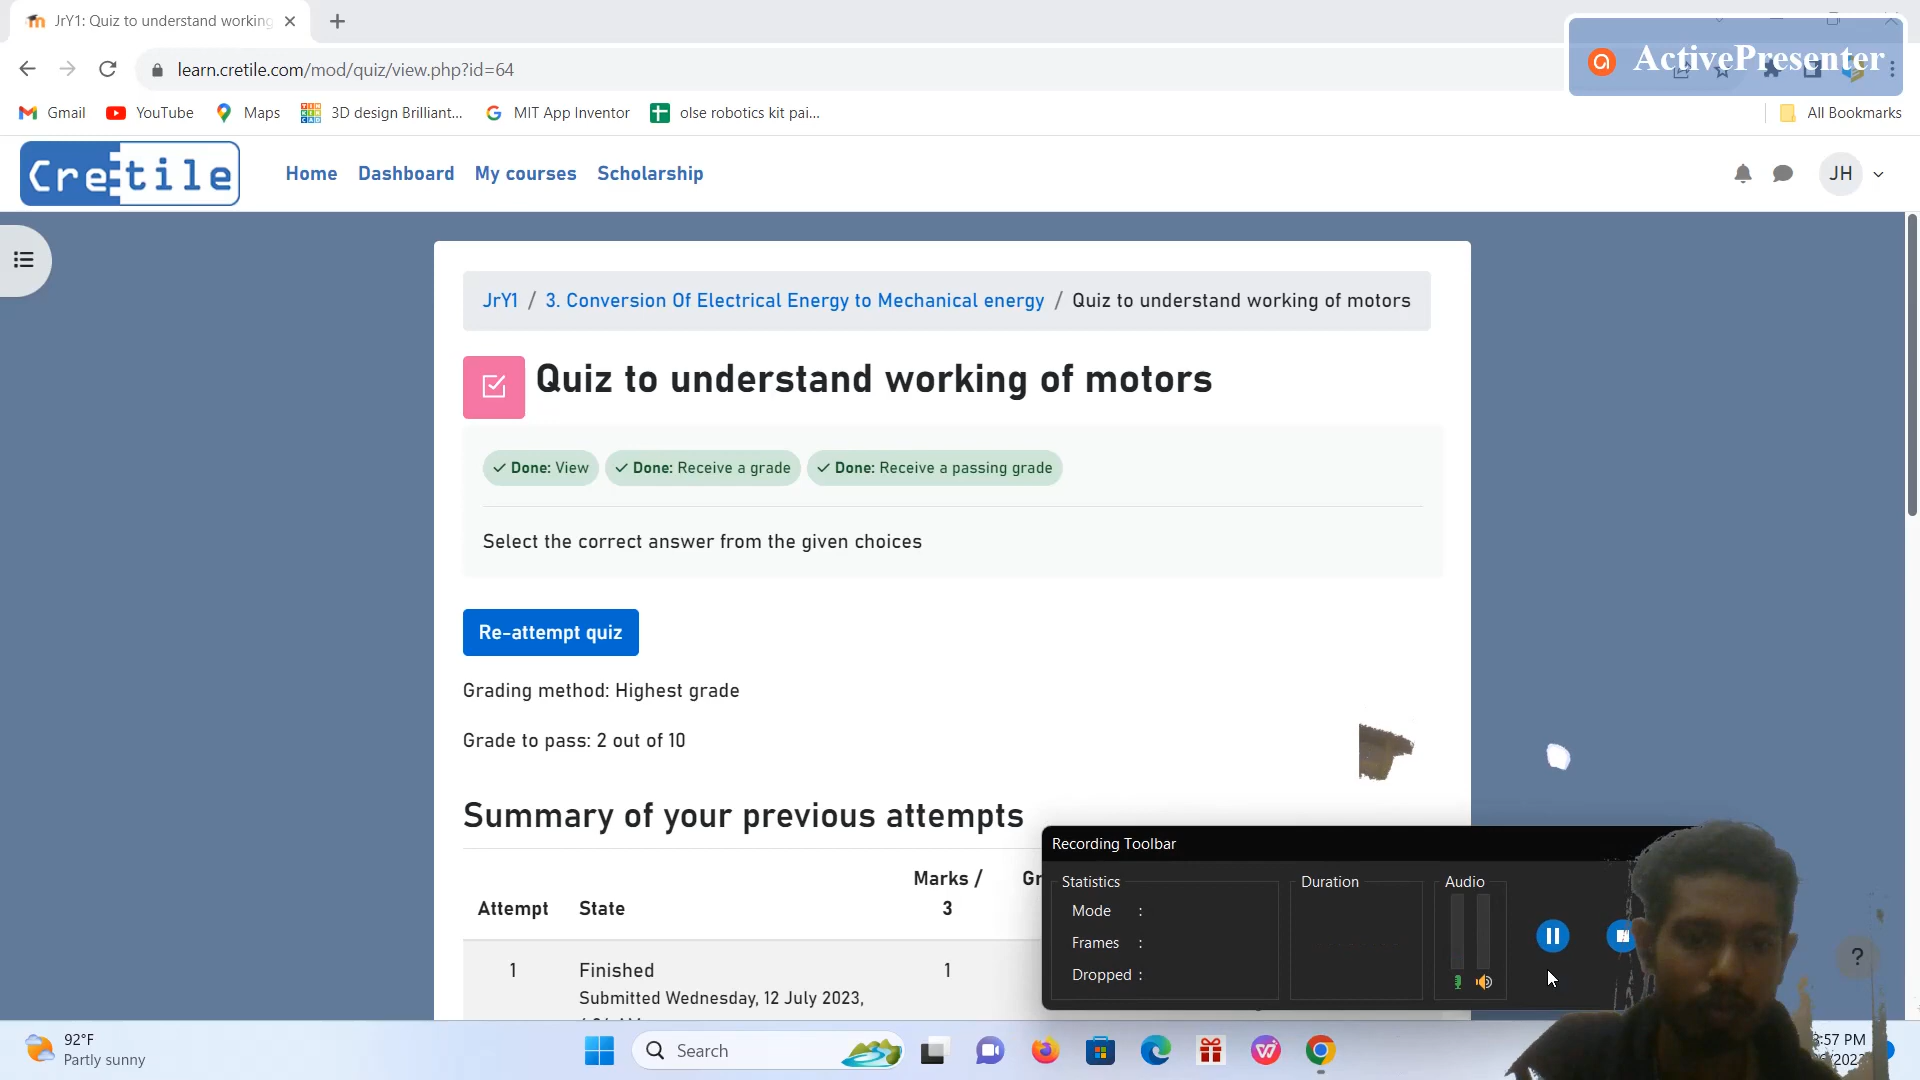 JrY1: Quiz to understand working
ActivePresenter
learn.cretile.com/mod/quiz/view.php?id=64
Gmail YouTube Maps 3D design Brilliant... MIT App Inventor olse robotics kit pai... All Bookmarks
Cretile Home Dashboard My courses Scholarship JH
JrY1 / 3. Conversion Of Electrical Energy to Mechanical energy / Quiz to understand working of motors
Quiz to understand working of motors
Done: View Done: Receive a grade Done: Receive a passing grade
Select the correct answer from the given choices
Re-attempt quiz
Grading method: Highest grade
Grade to pass: 2 out of 10
Summary of your previous attempts
Attempt State Marks / 3
1 Finished 1
Submitted Wednesday, 12 July 2023,
Recording Toolbar
Statistics Duration Audio
Mode :
Frames :
Dropped :
?
92°F
Partly sunny
Search
:57 PM